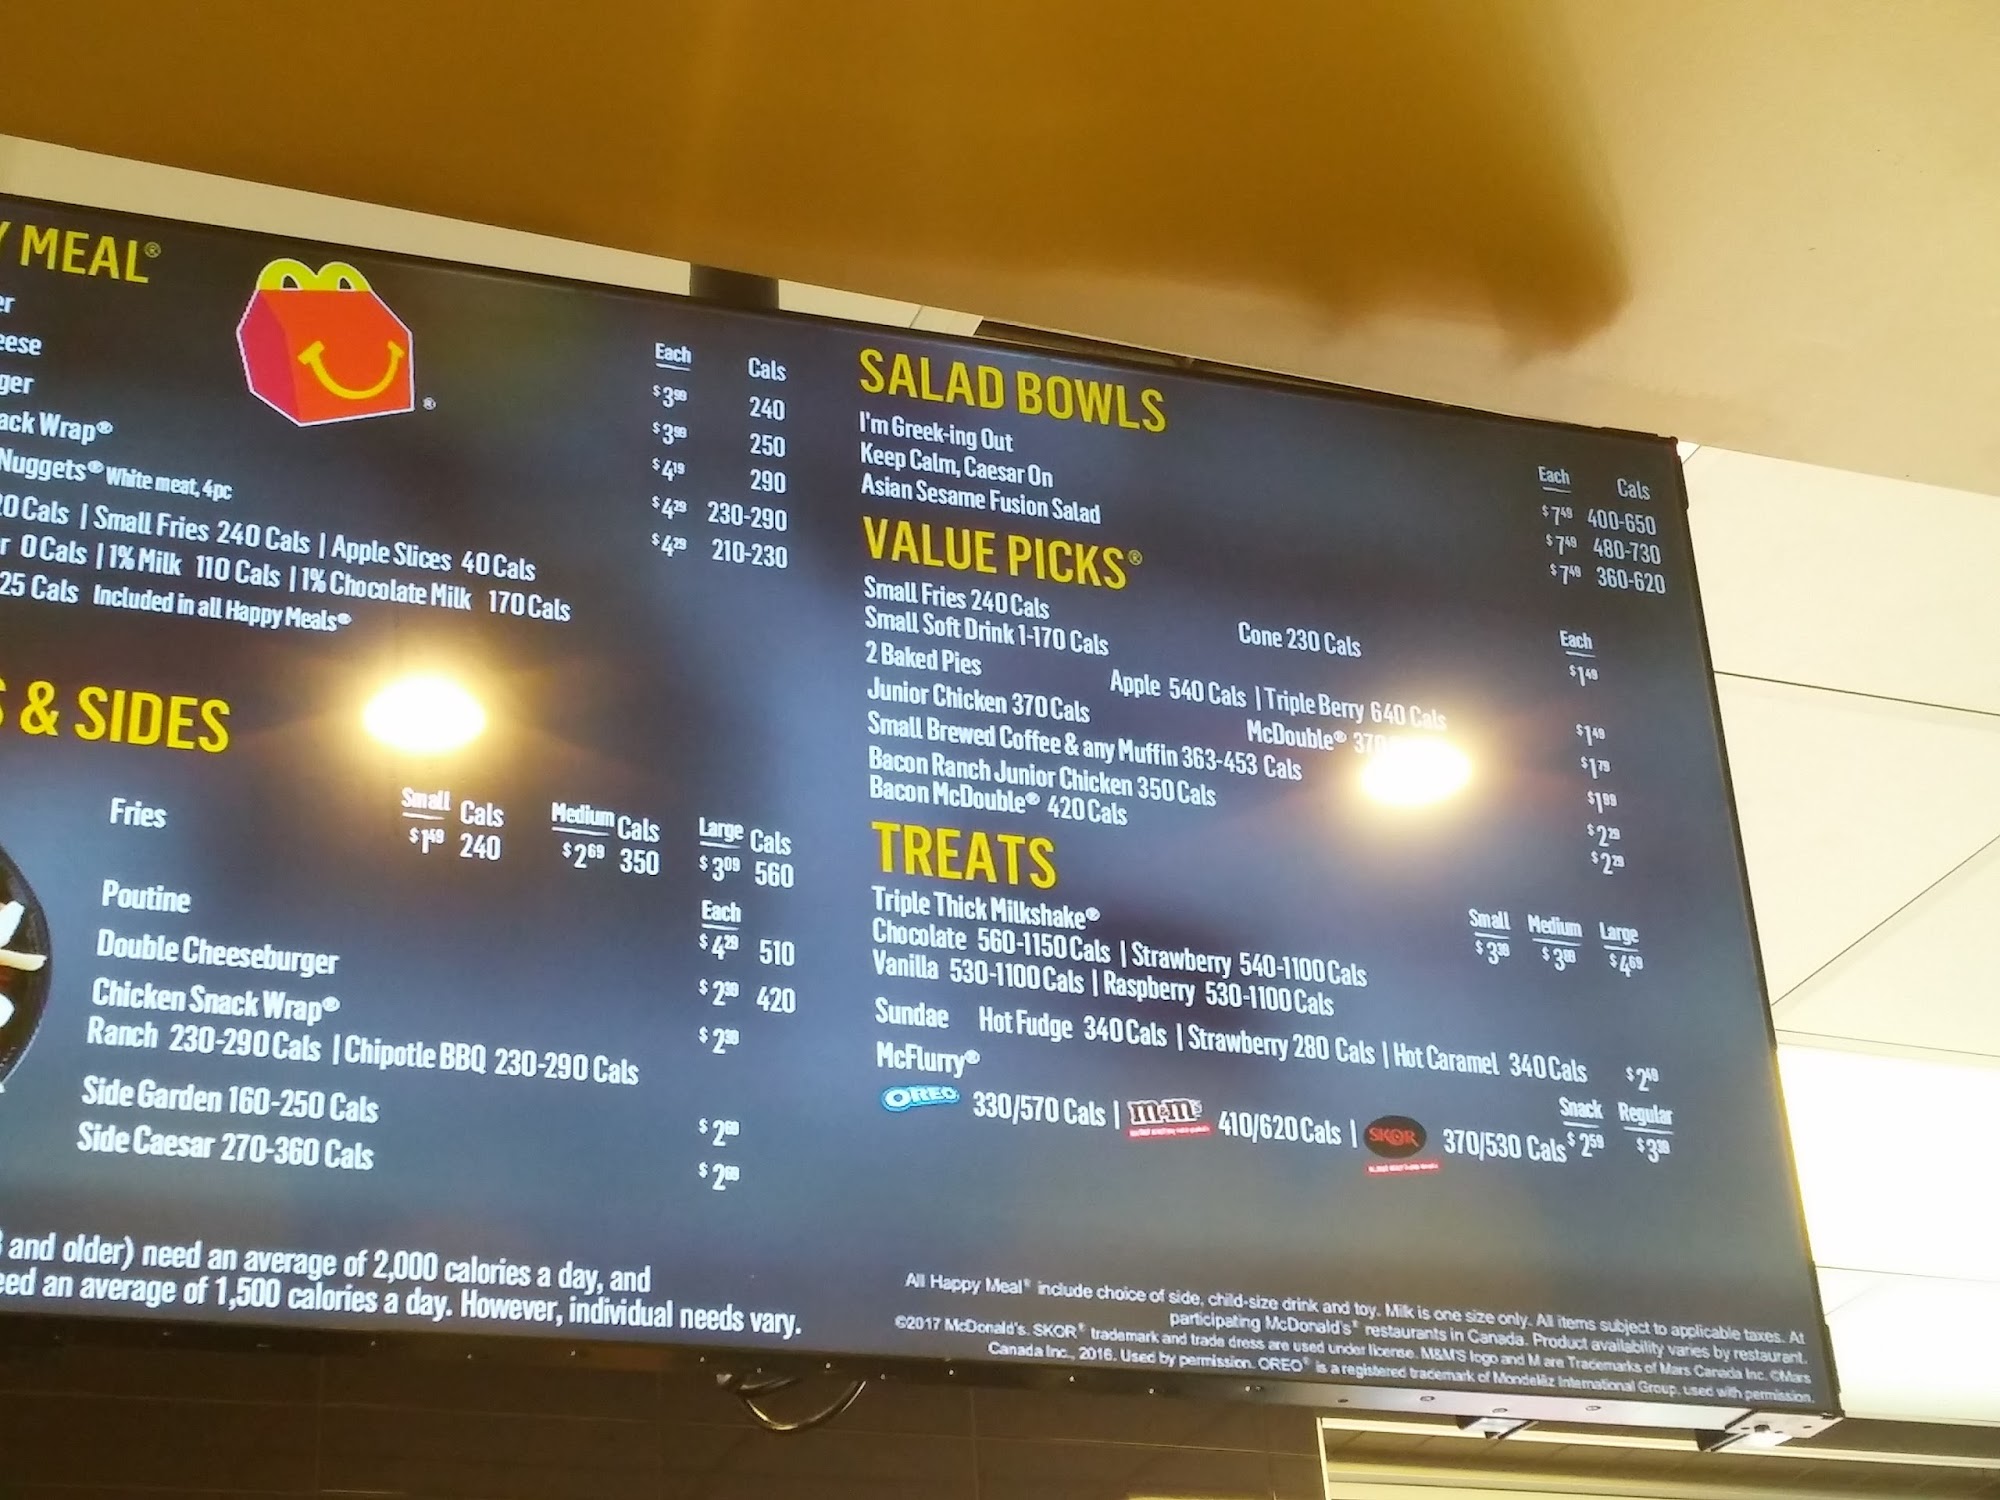 MEAL®
Each Cals
$3.99 240
eese $3.99 250
$4.19 290
Wrap® $4.29 230-290
Nuggets® White meat, 4pc $4.29 210-230
Cals | Small Fries 240 Cals | Apple Slices 40 Cals
0 Cals | 1% Milk 110 Cals | 1% Chocolate Milk 170 Cals
25 Cals Included in all Happy Meals®
& SIDES
Small Cals Medium Cals Large Cals
Fries $1.69 240 $2.69 350 $3.09 560
Each
Poutine $4.29 510
Double Cheeseburger $2.39 420
Chicken Snack Wrap®
Ranch 230-290 Cals | Chipotle BBQ 230-290 Cals
Side Garden 160-250 Cals
Side Caesar 270-360 Cals
and older) need an average of 2,000 calories a day, and
eed an average of 1,500 calories a day. However, individual needs vary.
SALAD BOWLS
Each Cals
I'm Greek-ing Out $7.49 400-650
Keep Calm, Caesar On $7.49 480-730
Asian Sesame Fusion Salad $7.49 360-620
VALUE PICKS®
Each
Small Fries 240 Cals Cone 230 Cals $1.49
Small Soft Drink 1-170 Cals
2 Baked Pies Apple 540 Cals | Triple Berry 640 Cals $1.49
Junior Chicken 370 Cals McDouble® $1.79
Small Brewed Coffee & any Muffin 363-453 Cals $1.99
Bacon Ranch Junior Chicken 350 Cals $2.29
Bacon McDouble® 420 Cals $2.29
TREATS
Small Medium Large
Triple Thick Milkshake® $4.69
Chocolate 560-1150 Cals | Strawberry 540-1100 Cals
Vanilla 530-1100 Cals | Raspberry 530-1100 Cals
Sundae Hot Fudge 340 Cals | Strawberry 280 Cals | Hot Caramel 340 Cals $2.49
McFlurry®
Snack Regular
OREO 330/570 Cals | m&m's 410/620 Cals | SKOR 370/530 Cals $2.59
All Happy Meal® include choice of side, child-size drink and toy. Milk is one size only. All items subject to applicable taxes. At
participating McDonald's® restaurants in Canada. Product availability varies by restaurant.
©2017 McDonald's. SKOR® trademark and trade dress are used under license. M&M'S logo and M are Trademarks of Mars Canada Inc. ©Mars
Canada Inc., 2016. Used by permission. OREO® is a registered trademark of Mondelēz International Group, used with permission.